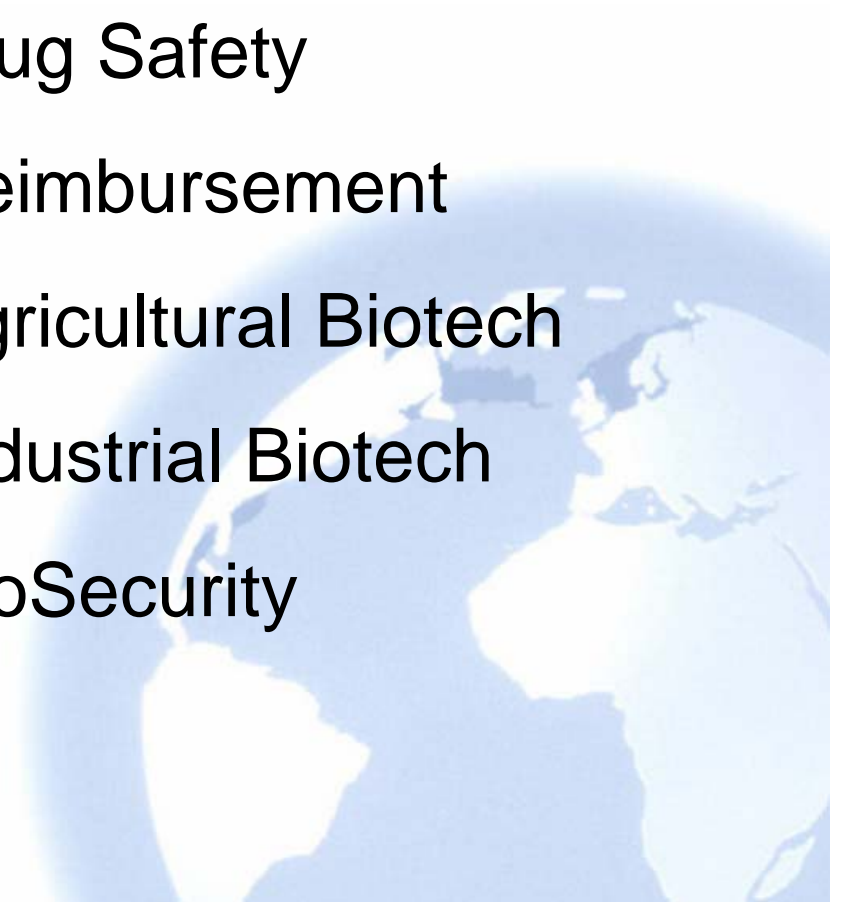 ug Safety
eimbursement
gricultural Biotech
dustrial Biotech
oSecurity